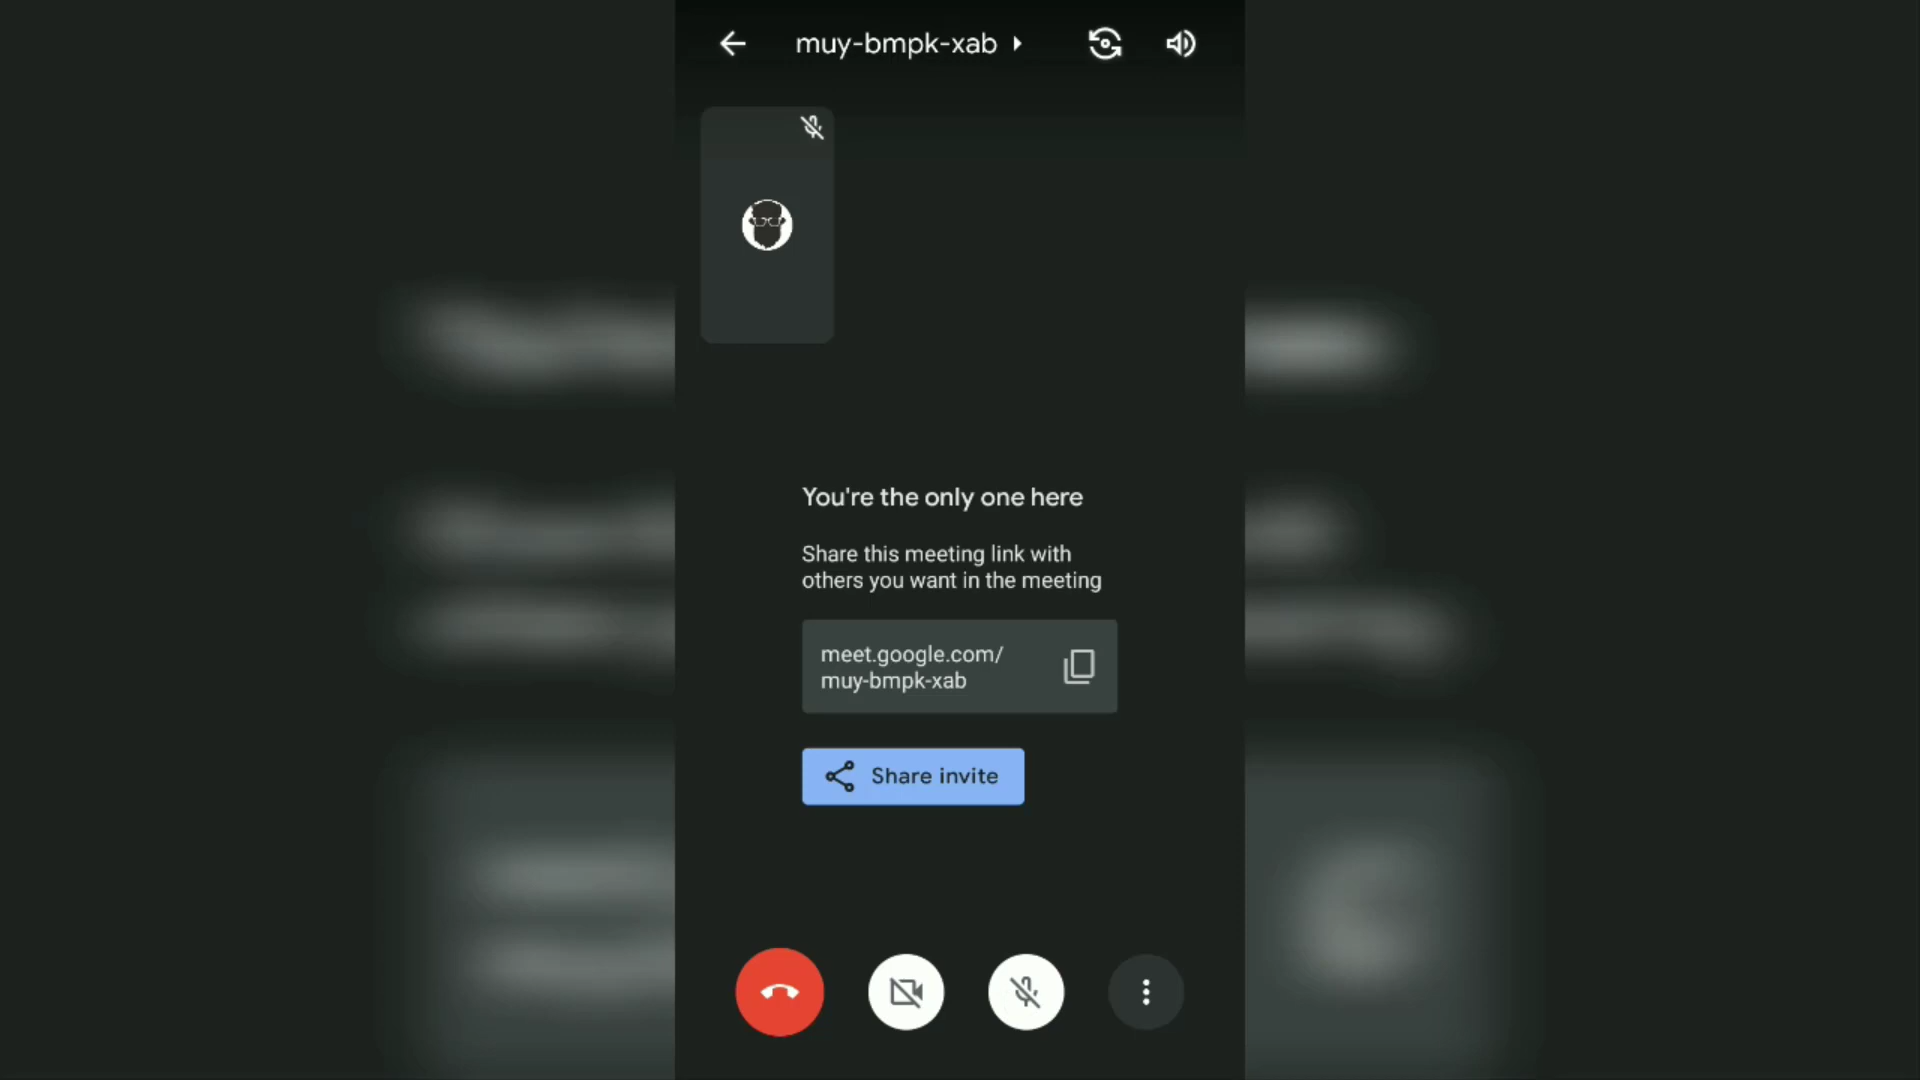 muy-bmpk-xab
You're the only one here
Share this meeting link with
others you want in the meeting
meet.google.com/
muy-bmpk-xab
Share invite